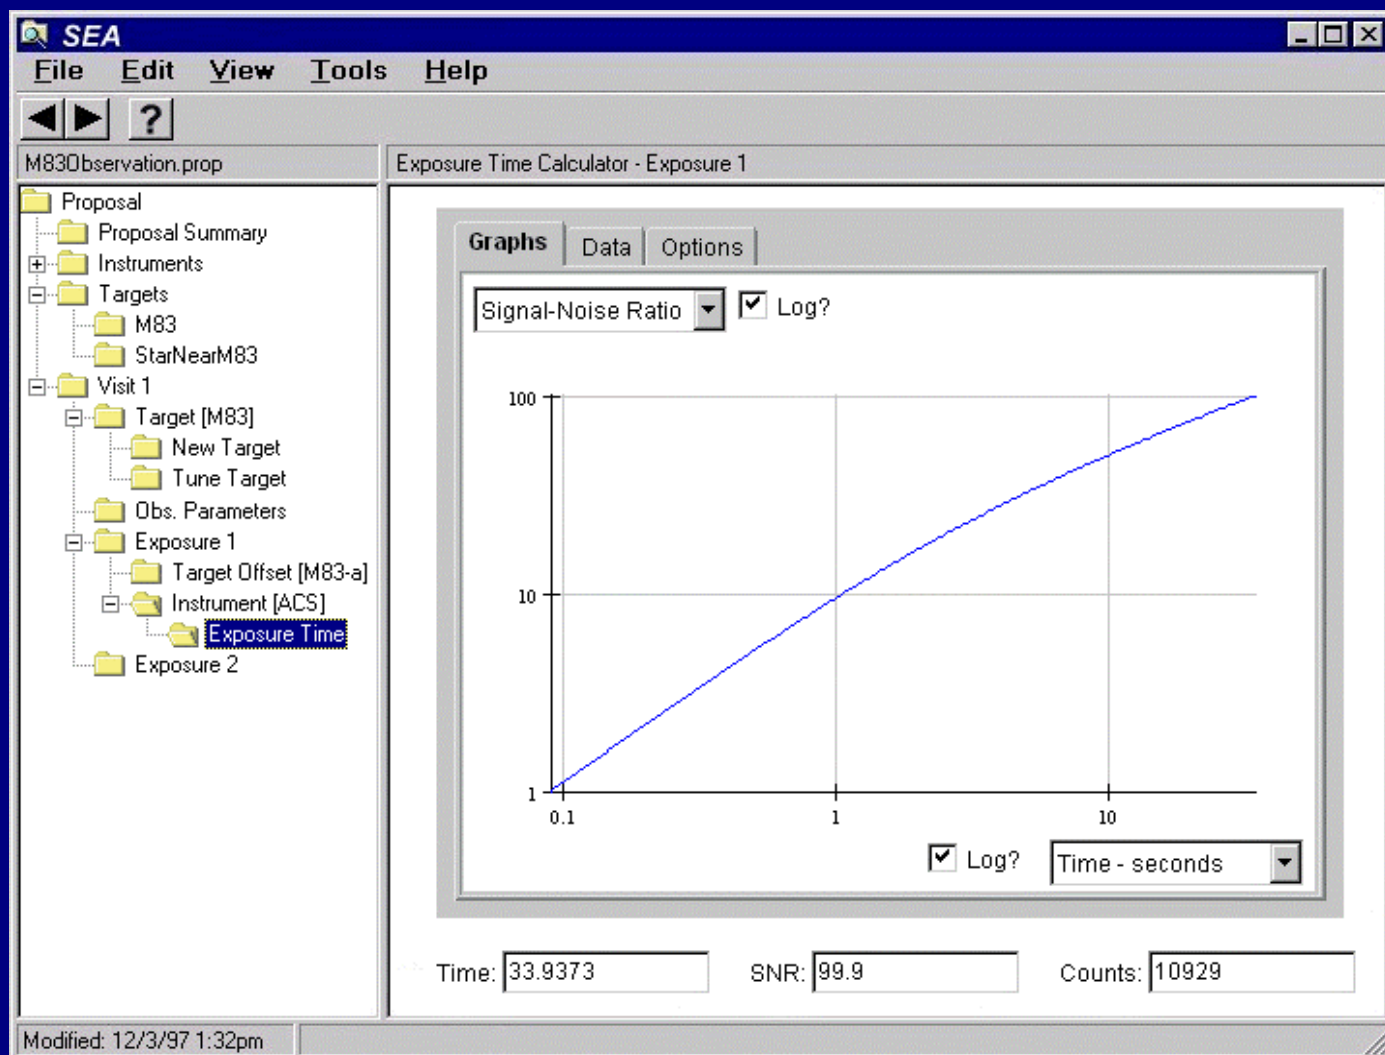 SEA
File Edit View Tools Help
?
M83Observation.prop
Exposure Time Calculator - Exposure 1
Proposal
Proposal Summary
Instruments
Targets
M83
StarNearM83
Visit 1
Target [M83]
New Target
Tune Target
Obs. Parameters
Exposure 1
Target Offset [M83-a]
Instrument [ACS]
Exposure Time
Exposure 2
Graphs Data Options
Signal-Noise Ratio Log?
100
10
1
0.1 1 10
Log? Time - seconds
Time: 33.9373 SNR: 99.9 Counts: 10929
Modified: 12/3/97 1:32pm